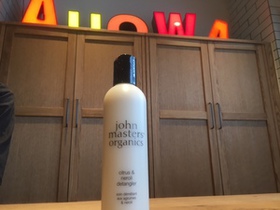 AHOWA
john
masters
organics
citrus &
neroli
detangler